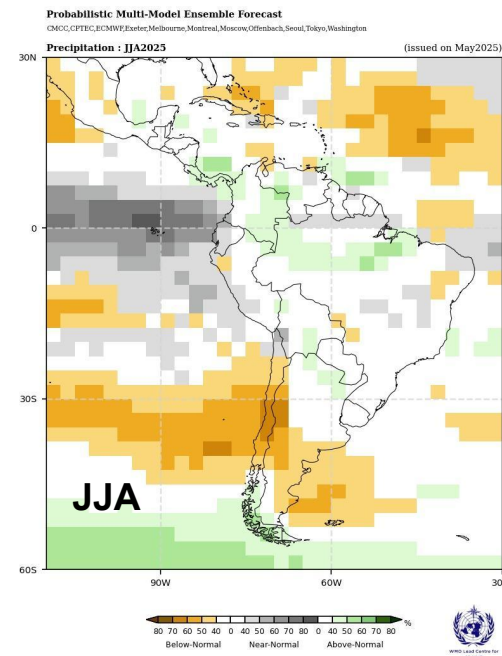 Probabilistic Multi-Model Ensemble Forecast
CMCC,CPTEC,ECMWF,Exeter,Melbourne,Montreal,Moscow,Offenbach,Seoul,Tokyo,Washington
Precipitation : JJA2025 (issued on May2025)
30N
0
30S
JJA
60S
90W 60W 30
80 70 60 50 40 0 40 50 60 70 80 0 40 50 60 70 80 %
Below-Normal Near-Normal Above-Normal
WMO Lead Centre for